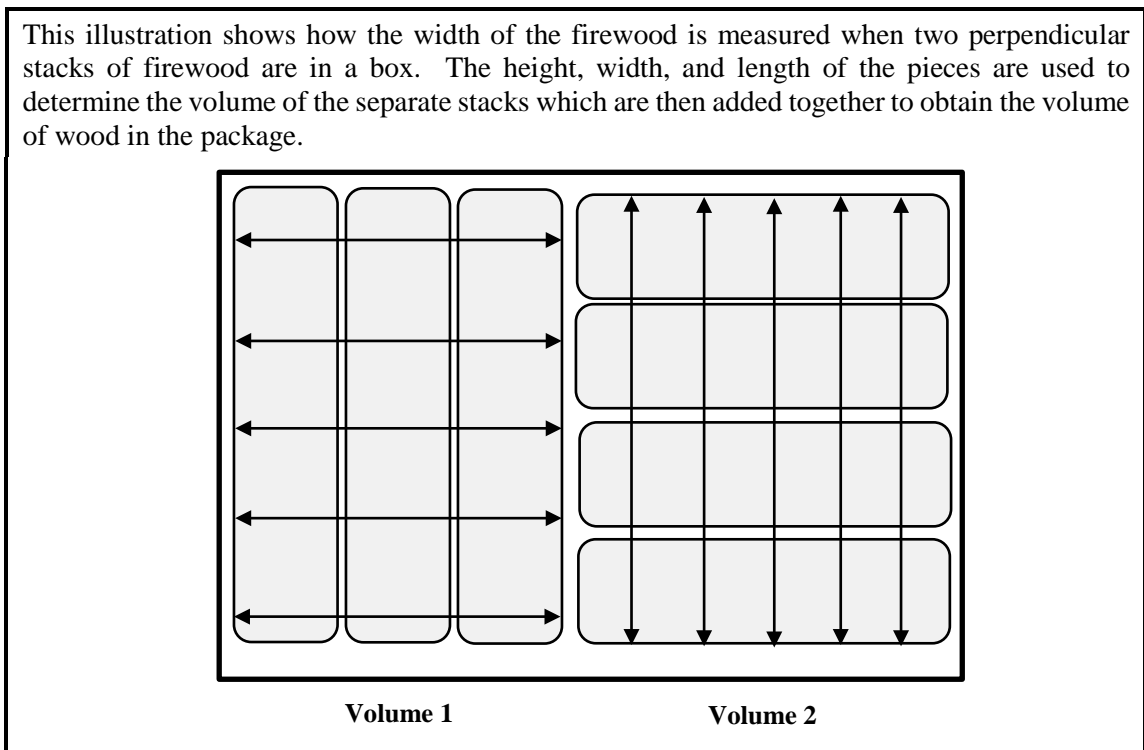 This illustration shows how the width of the firewood is measured when two perpendicular
stacks of firewood are in a box. The height, width, and length of the pieces are used to
determine the volume of the separate stacks which are then added together to obtain the volume
of wood in the package.
Volume 1
Volume 2